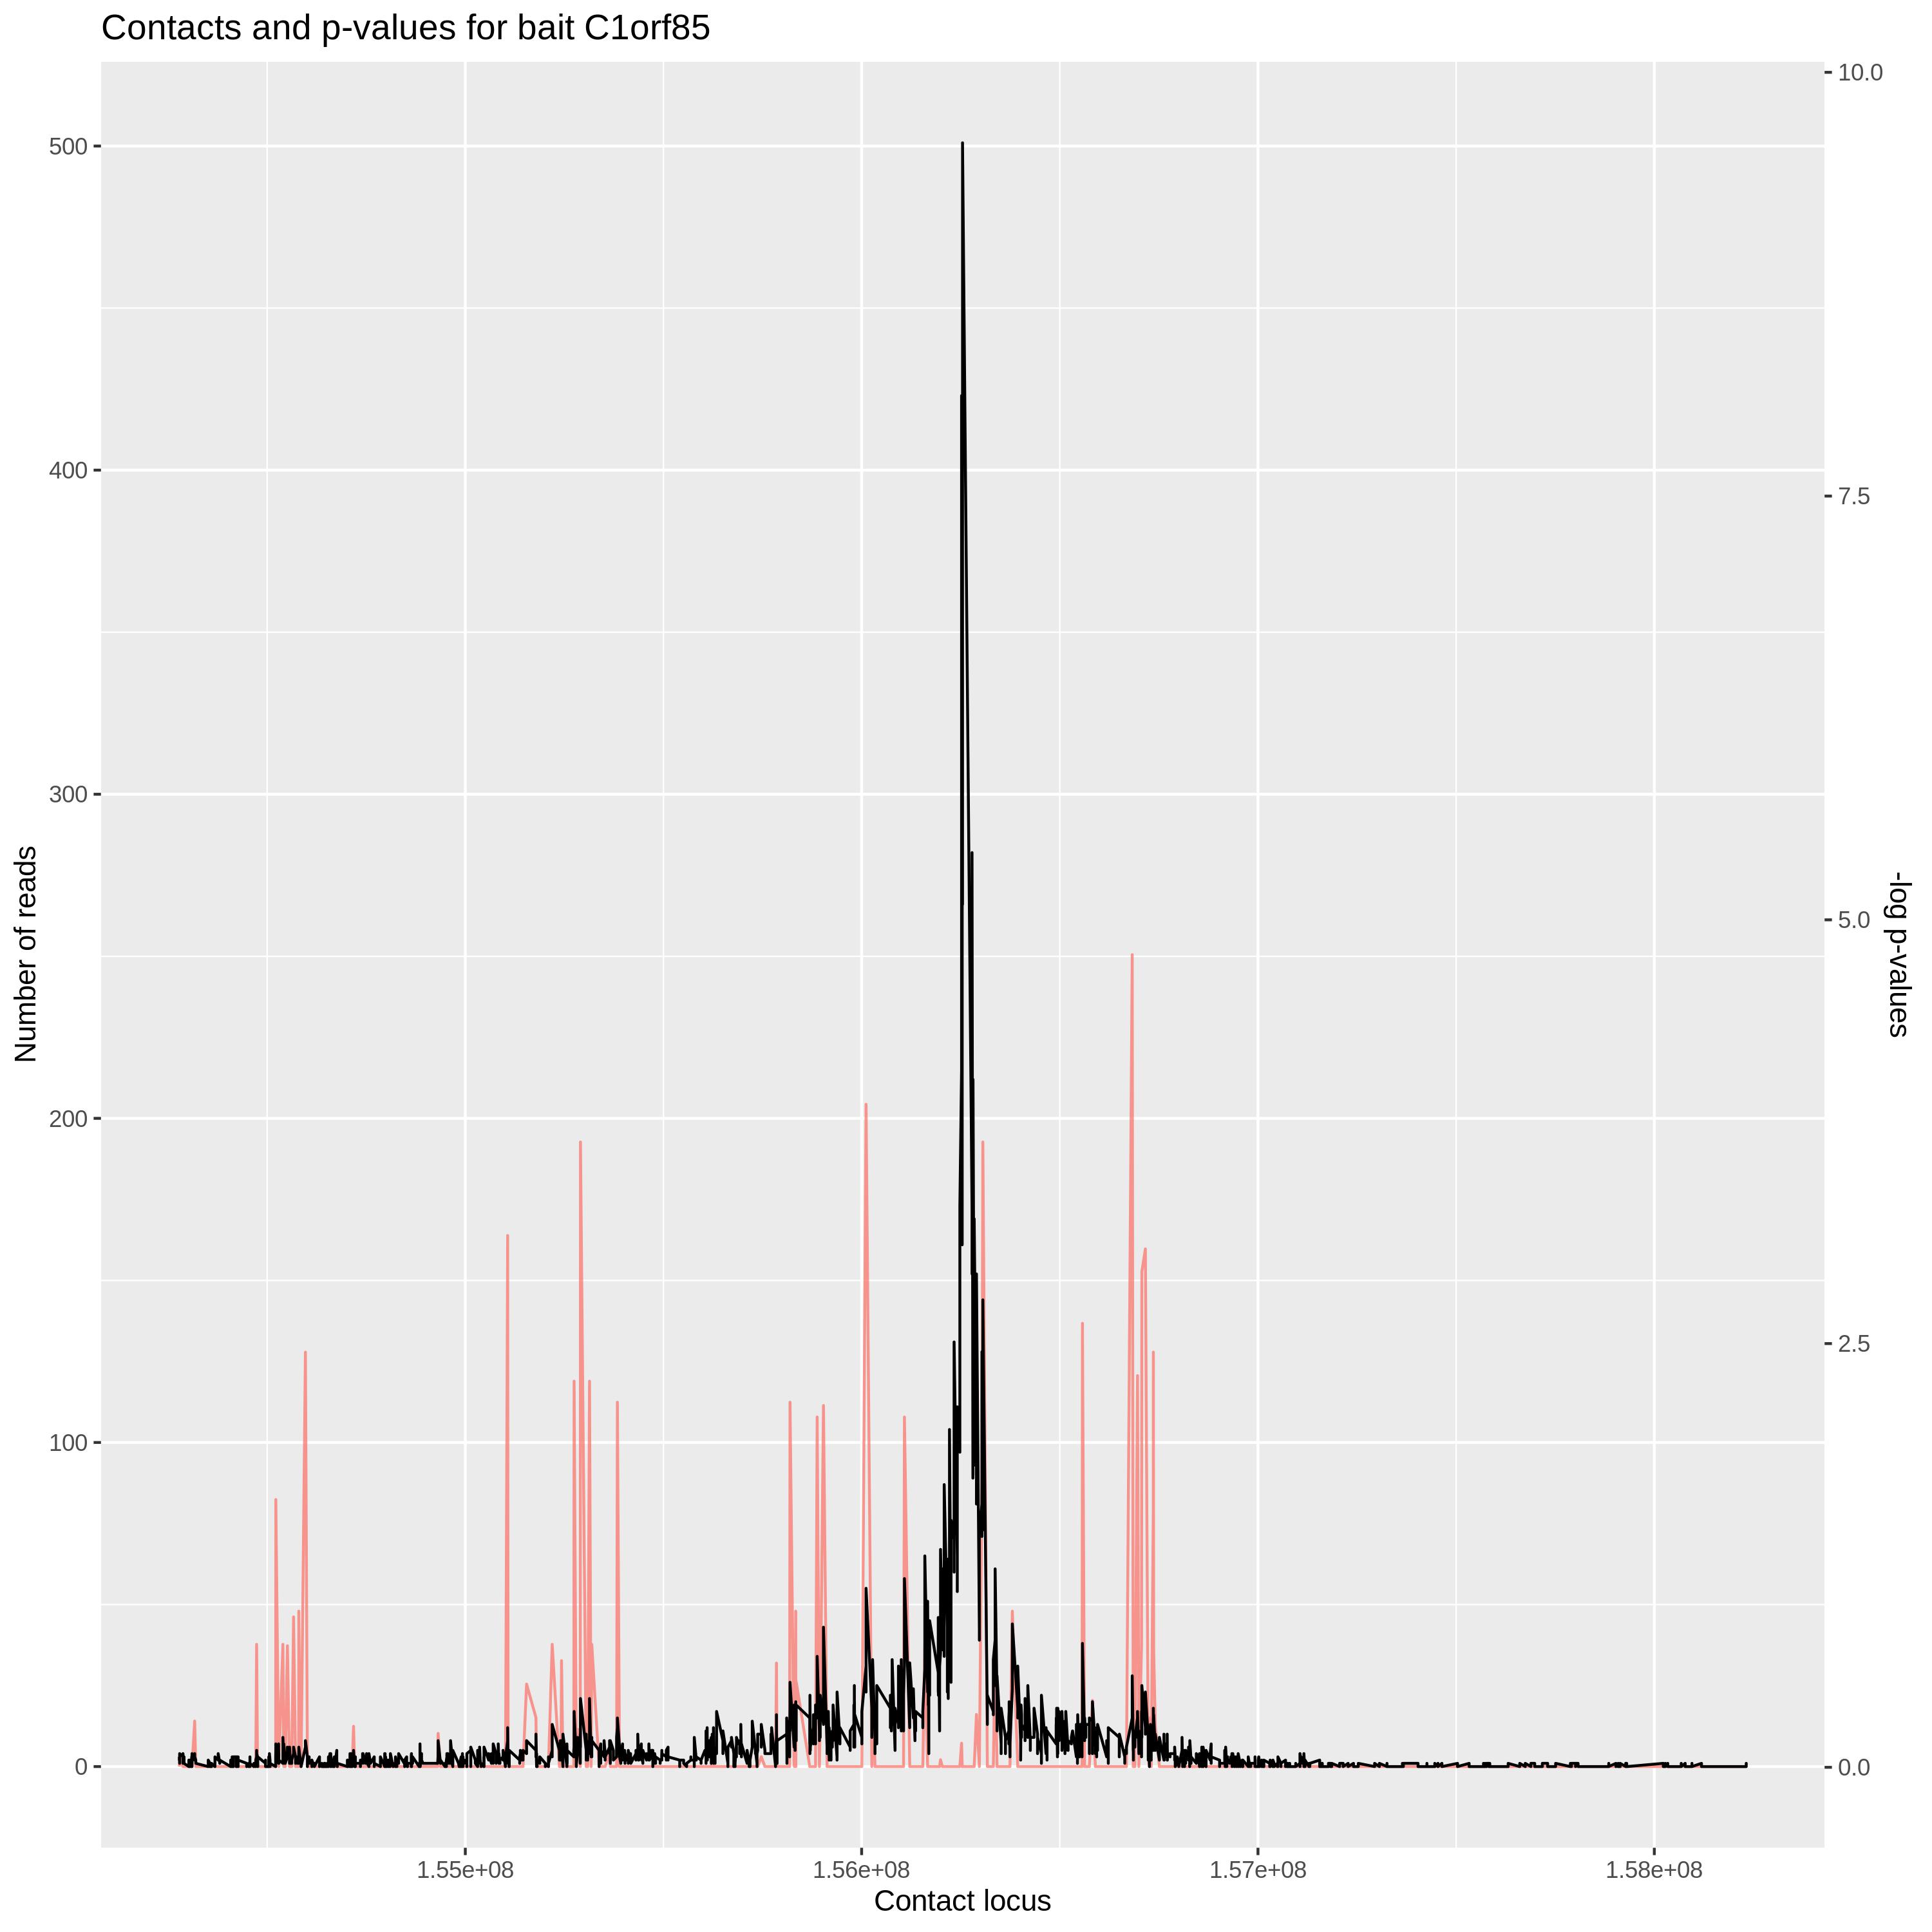 Contacts and p-values for bait C1orf85
Number of reads
500
400
300
200
100
0
10.0
7.5
5.0
2.5
0.0
-log p-values
1.55e+08 1.56e+08 1.57e+08 1.58e+08
Contact locus